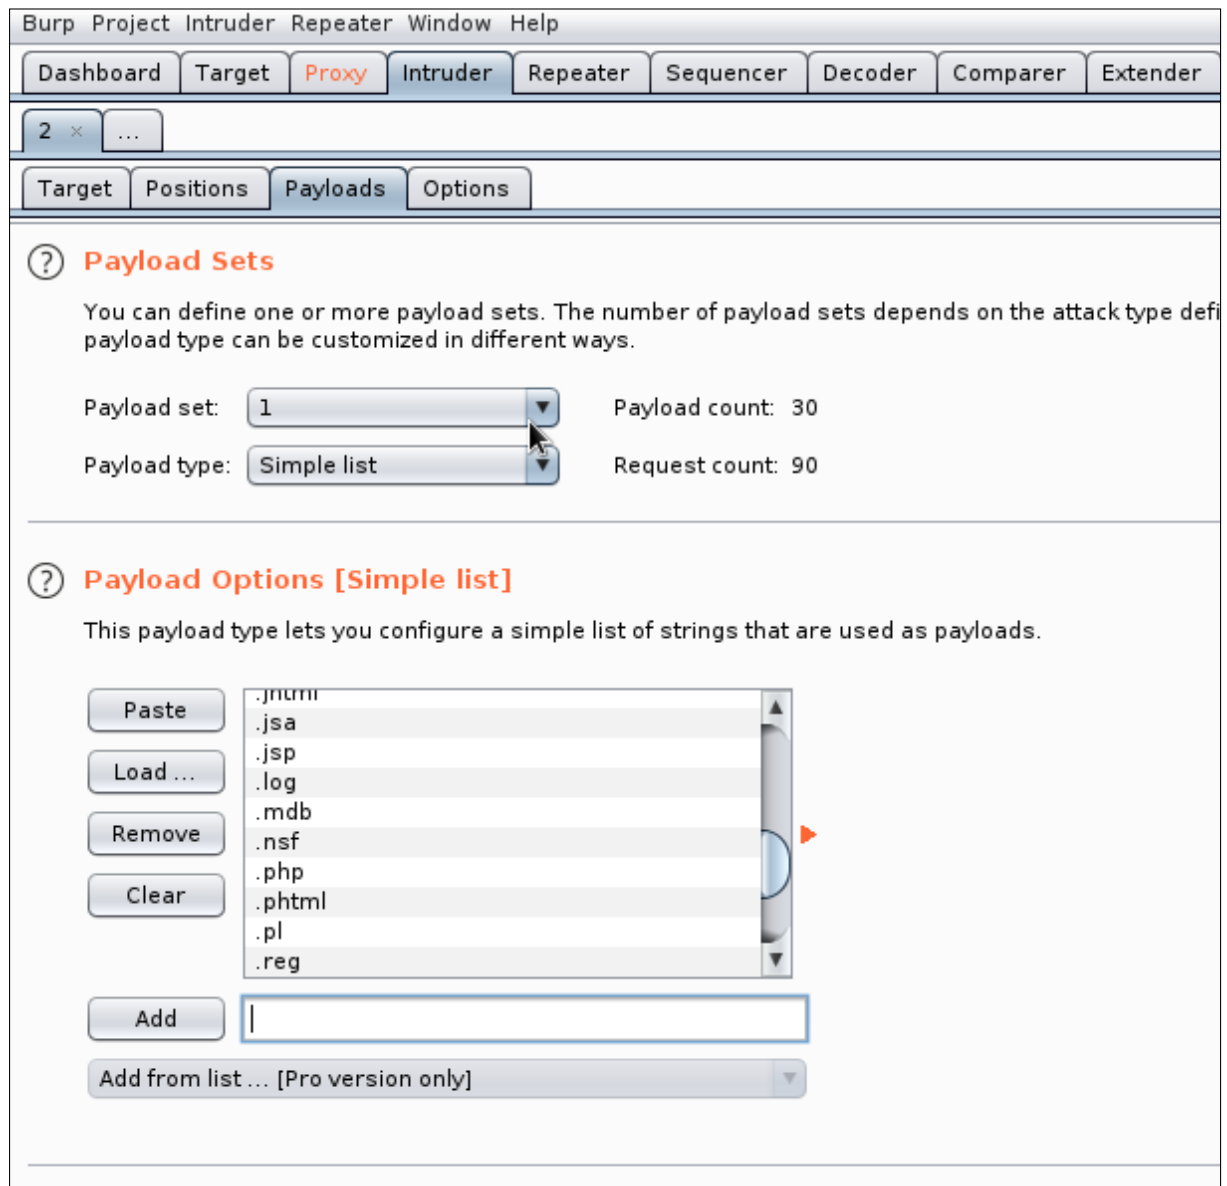 Burp Project Intruder Repeater Window Help
Dashboard Target Proxy Intruder Repeater Sequencer Decoder Comparer Extender
2 × ...
Target Positions Payloads Options
? Payload Sets
You can define one or more payload sets. The number of payload sets depends on the attack type defi
payload type can be customized in different ways.
Payload set: 1 Payload count: 30
Payload type: Simple list Request count: 90
? Payload Options [Simple list]
This payload type lets you configure a simple list of strings that are used as payloads.
Paste
Load ...
Remove
Clear
.jhtml
.jsa
.jsp
.log
.mdb
.nsf
.php
.phtml
.pl
.reg
Add
Add from list ... [Pro version only]